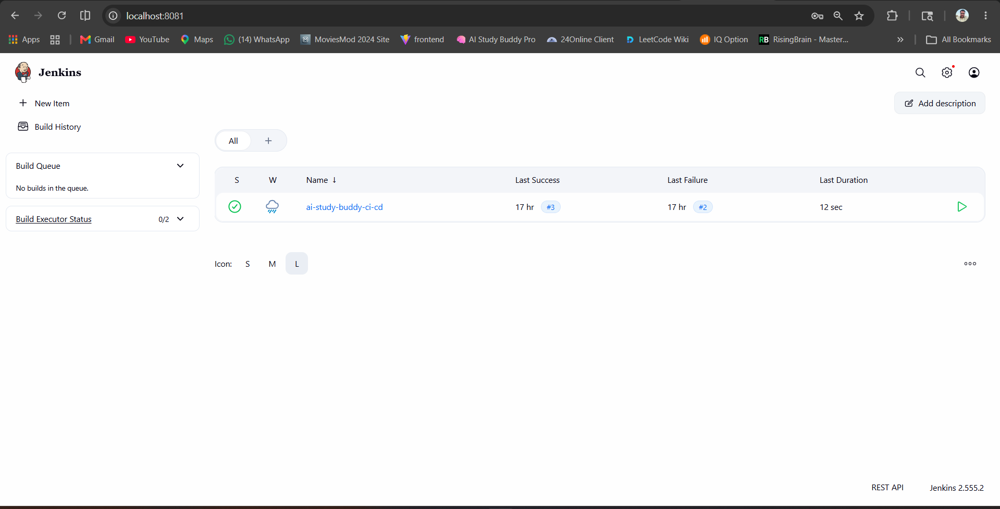 localhost:8081
Apps Gmail YouTube Maps (14) WhatsApp MoviesMod 2024 Site frontend AI Study Buddy Pro 24Online Client LeetCode Wiki IQ Option RB RisingBrain - Master... » All Bookmarks
Jenkins
New Item
Add description
Build History
All +
Build Queue
No builds in the queue.
Build Executor Status 0/2
S W Name ↓ Last Success Last Failure Last Duration
ai-study-buddy-ci-cd 17 hr #3 17 hr #2 12 sec
Icon: S M L
REST API Jenkins 2.555.2